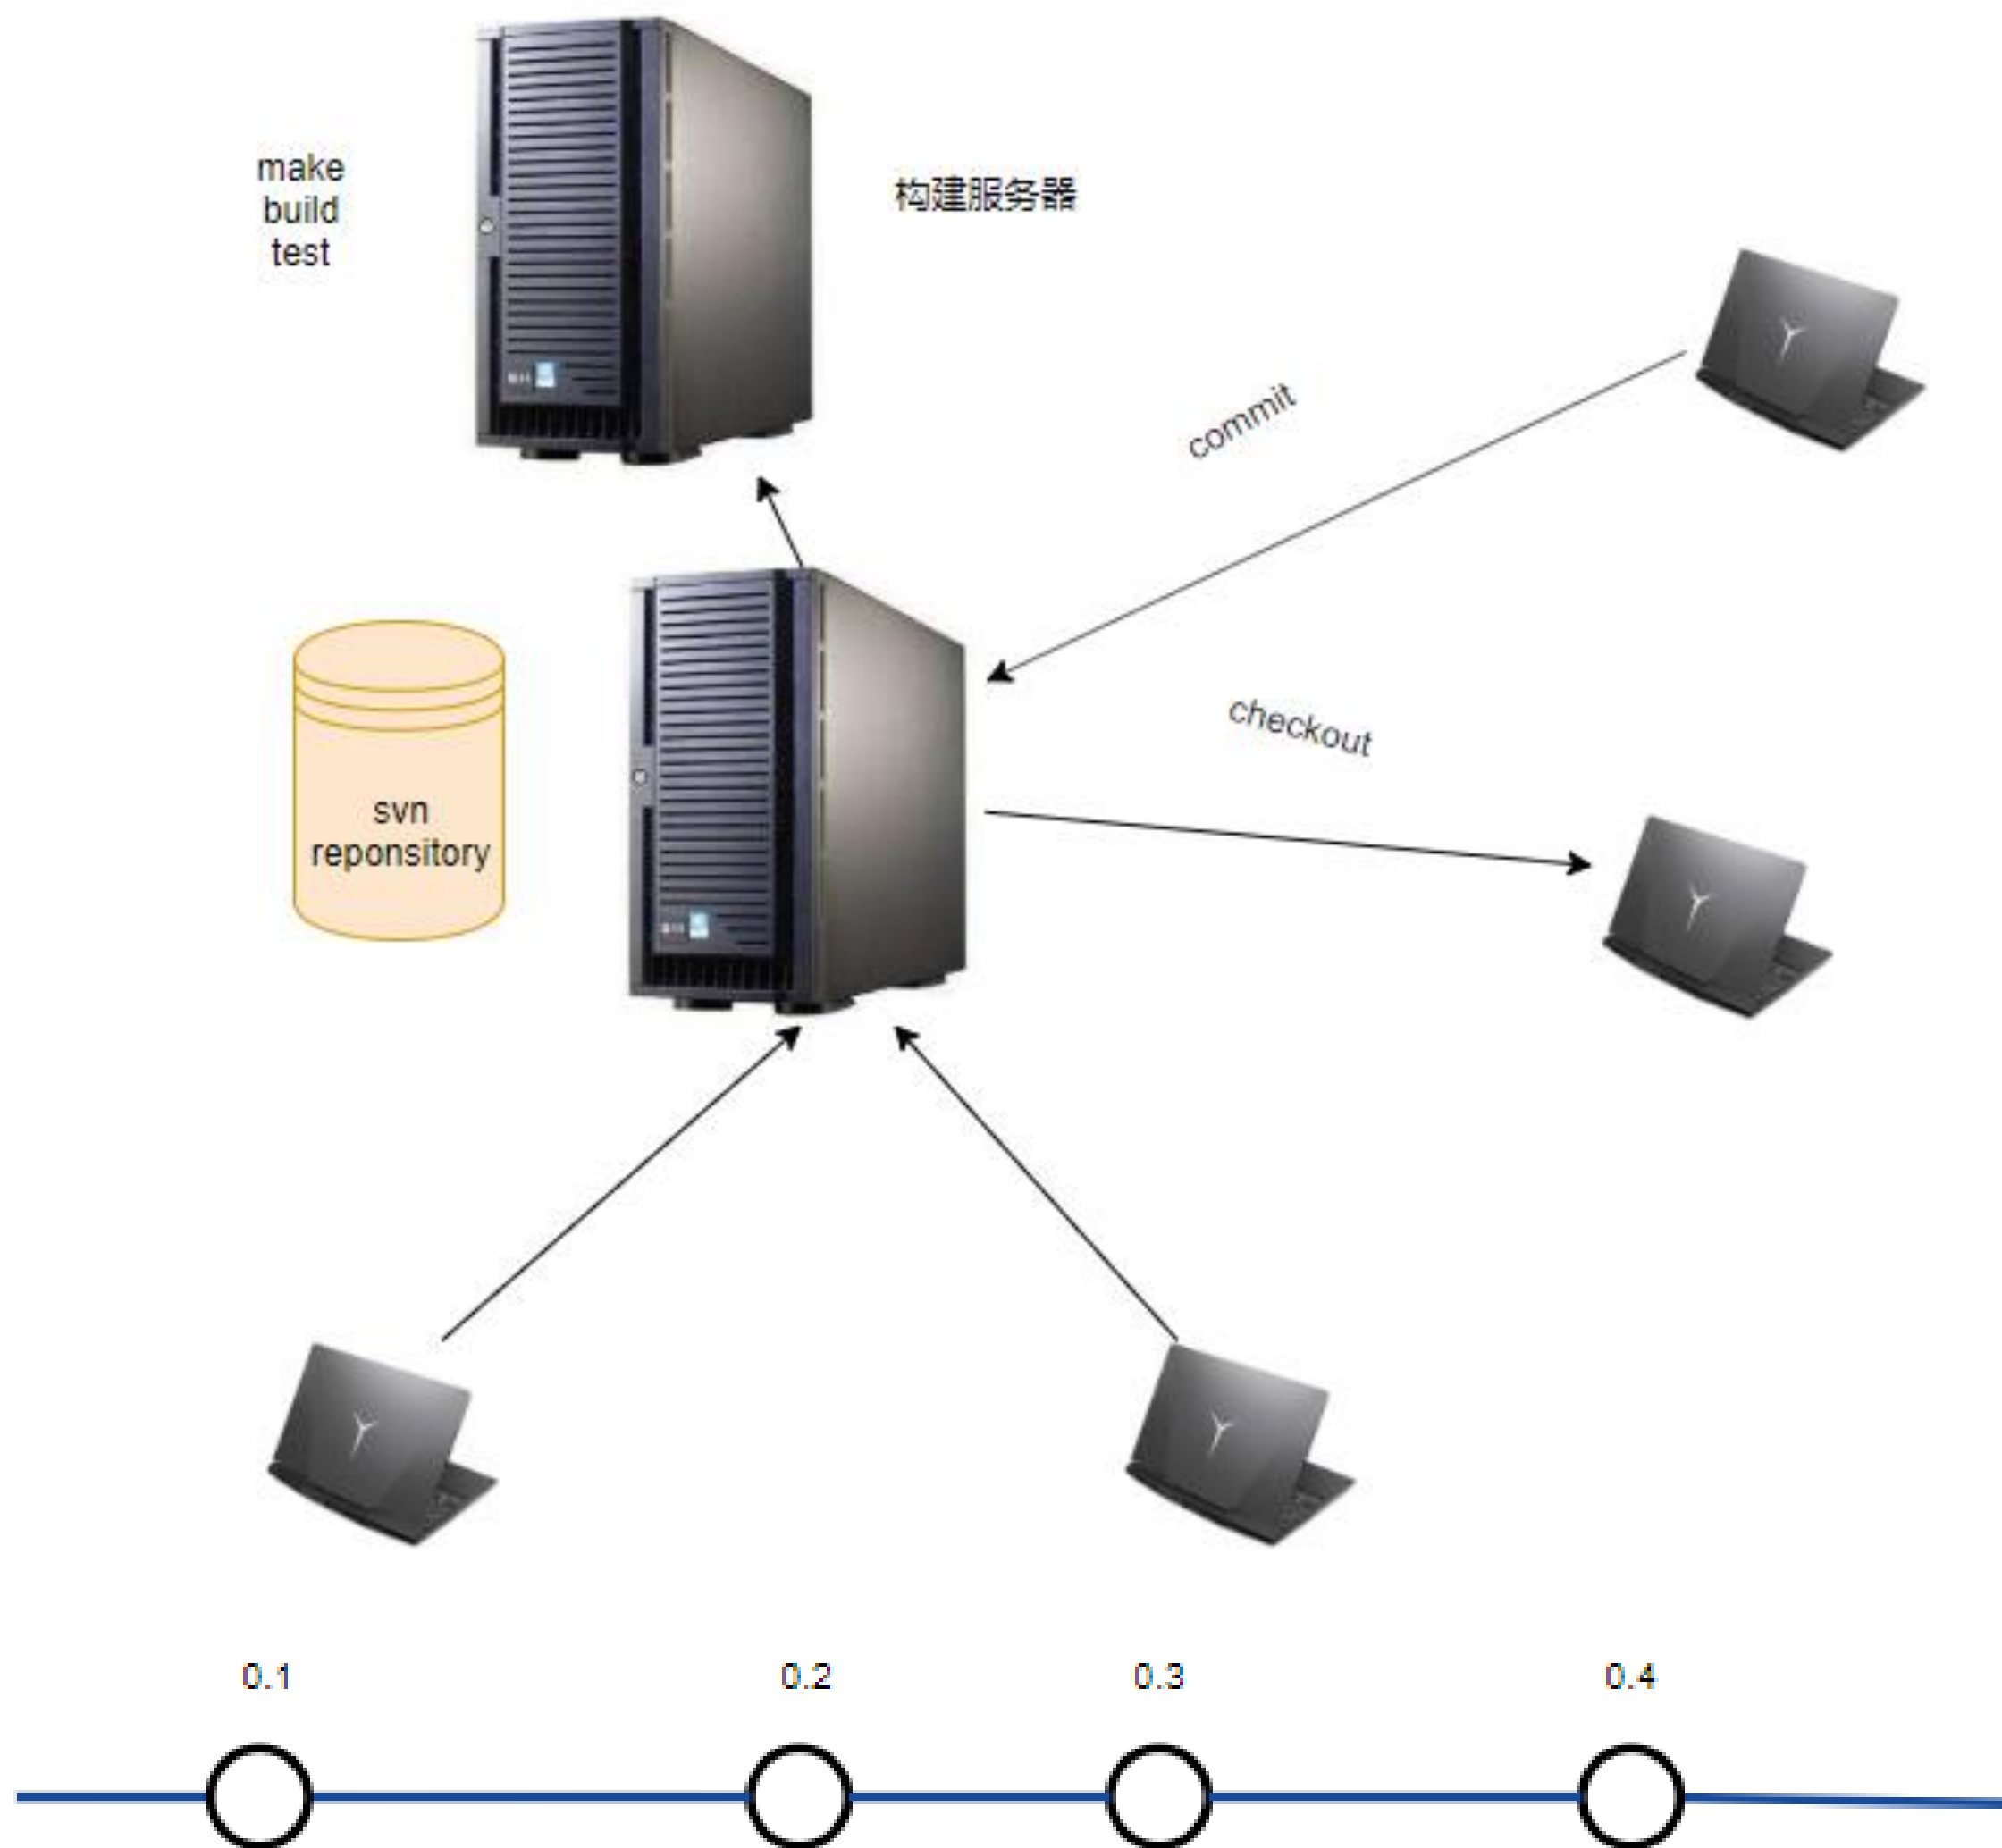 make
build
test
构建服务器
commit
checkout
svn
reponsitory
0.1
0.2
0.3
0.4